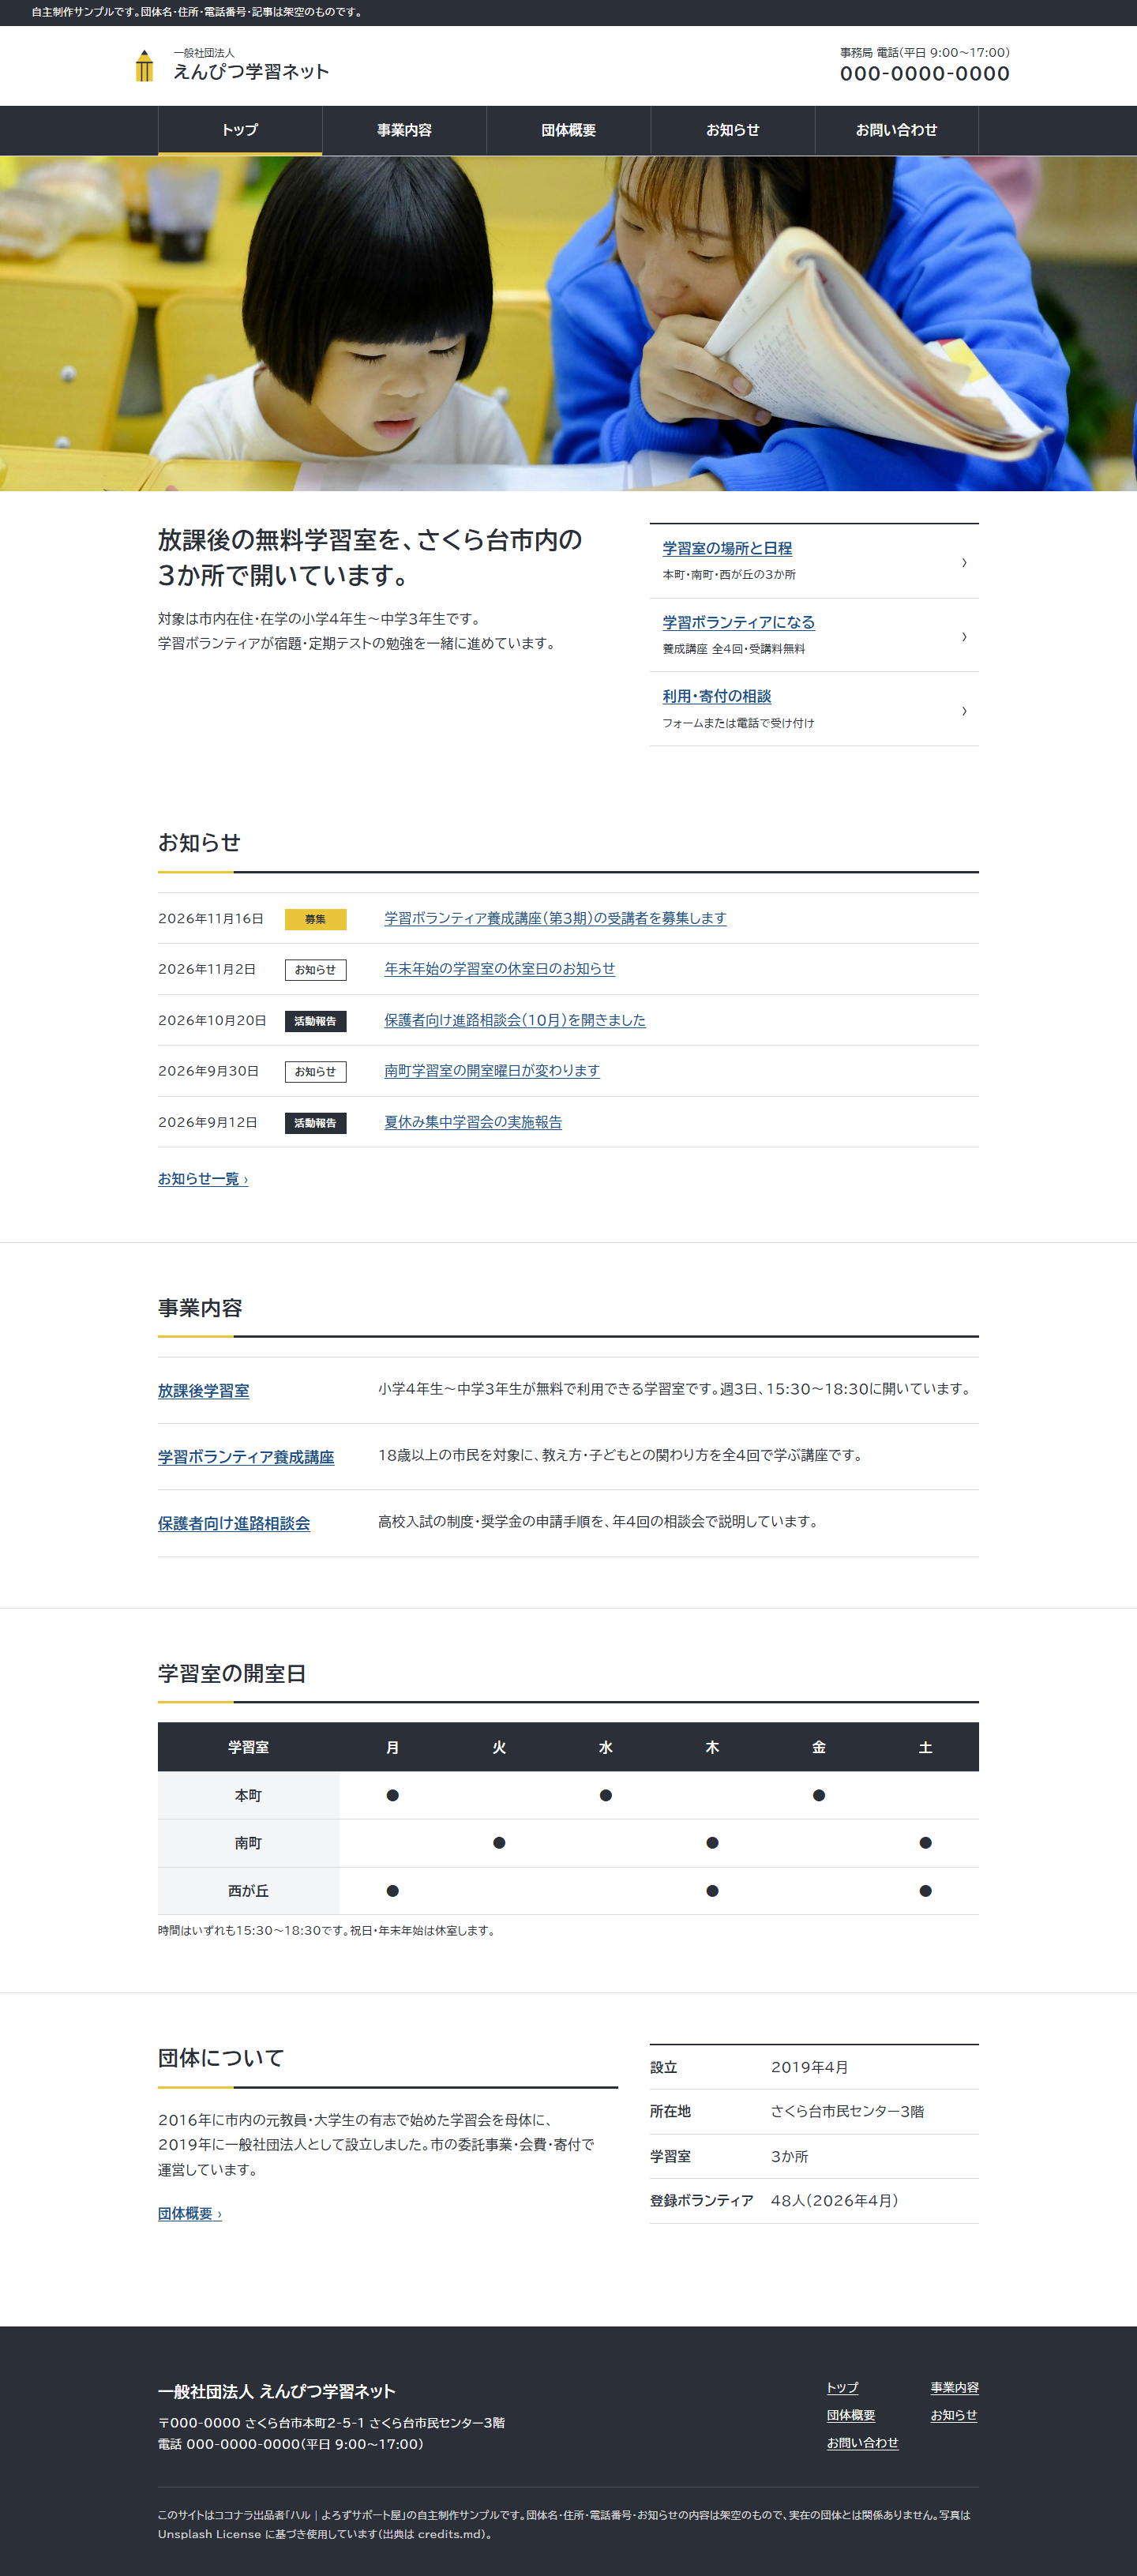 自主制作サンプルです。団体名・住所・電話番号・記事は架空のものです。
一般社団法人
えんぴつ学習ネット
事務局 電話（平日 9:00〜17:00）
000-0000-0000
トップ
事業内容
団体概要
お知らせ
お問い合わせ
放課後の無料学習室を、さくら台市内の
3か所で開いています。
対象は市内在住・在学の小学4年生〜中学3年生です。
学習ボランティアが宿題・定期テストの勉強を一緒に進めています。
学習室の場所と日程
本町・南町・西が丘の3か所
›
学習ボランティアになる
養成講座 全4回・受講料無料
›
利用・寄付の相談
フォームまたは電話で受け付け
›
お知らせ
2026年11月16日 募集 学習ボランティア養成講座（第3期）の受講者を募集します
2026年11月2日 お知らせ 年末年始の学習室の休室日のお知らせ
2026年10月20日 活動報告 保護者向け進路相談会（10月）を開きました
2026年9月30日 お知らせ 南町学習室の開室曜日が変わります
2026年9月12日 活動報告 夏休み集中学習会の実施報告
お知らせ一覧 ›
事業内容
放課後学習室 小学4年生〜中学3年生が無料で利用できる学習室です。週3日、15:30〜18:30に開いています。
学習ボランティア養成講座 18歳以上の市民を対象に、教え方・子どもとの関わり方を全4回で学ぶ講座です。
保護者向け進路相談会 高校入試の制度・奨学金の申請手順を、年4回の相談会で説明しています。
学習室の開室日
学習室 月 火 水 木 金 土
本町 ● ● ●
南町 ● ● ●
西が丘 ● ● ●
時間はいずれも15:30〜18:30です。祝日・年末年始は休室します。
団体について
2016年に市内の元教員・大学生の有志で始めた学習会を母体に、
2019年に一般社団法人として設立しました。市の委託事業・会費・寄付で
運営しています。
団体概要 ›
設立 2019年4月
所在地 さくら台市民センター3階
学習室 3か所
登録ボランティア 48人（2026年4月）
一般社団法人 えんぴつ学習ネット
〒000-0000 さくら台市本町2-5-1 さくら台市民センター3階
電話 000-0000-0000（平日 9:00〜17:00）
トップ 事業内容
団体概要 お知らせ
お問い合わせ
このサイトはココナラ出品者「ハル｜よろずサポート屋」の自主制作サンプルです。団体名・住所・電話番号・お知らせの内容は架空のもので、実在の団体とは関係ありません。写真は
Unsplash License に基づき使用しています（出典は credits.md）。